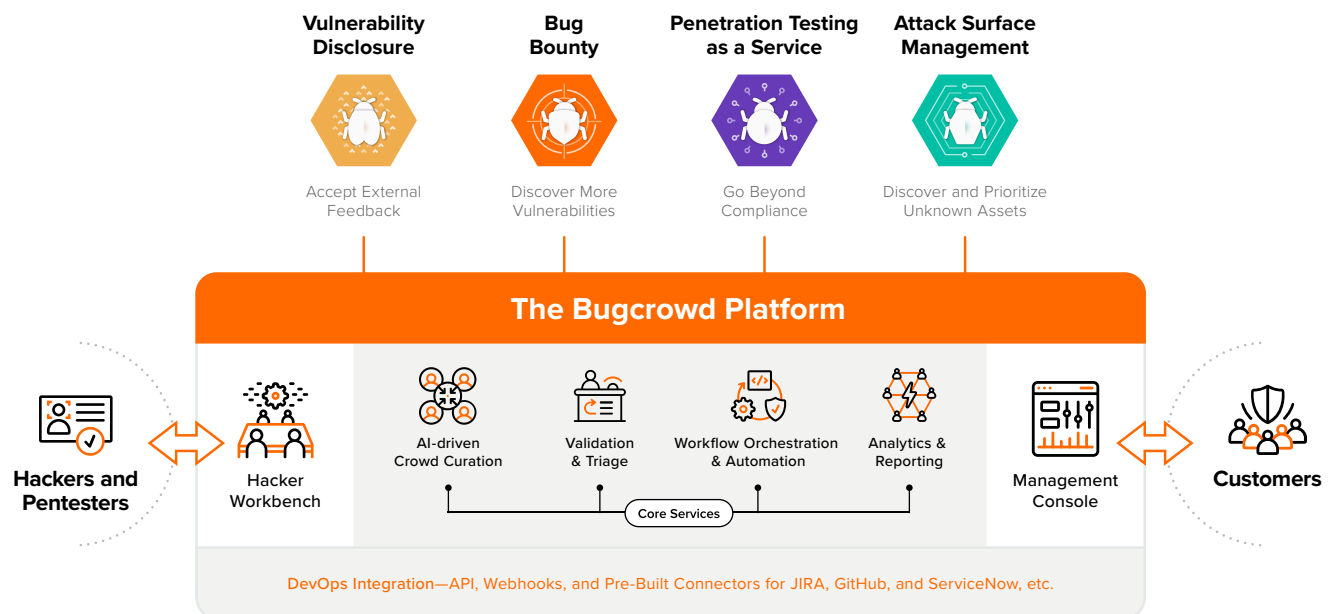 Vulnerability
Disclosure
Bug
Bounty
Penetration Testing
as a Service
Attack Surface
Management
Accept External
Feedback
Discover More
Vulnerabilities
Go Beyond
Compliance
Discover and Prioritize
Unknown Assets
The Bugcrowd Platform
Hackers and
Pentesters
Hacker
Workbench
AI-driven
Crowd Curation
Validation
& Triage
Workflow Orchestration
& Automation
Analytics &
Reporting
Core Services
Management
Console
Customers
DevOps Integration—API, Webhooks, and Pre-Built Connectors for JIRA, GitHub, and ServiceNow, etc.